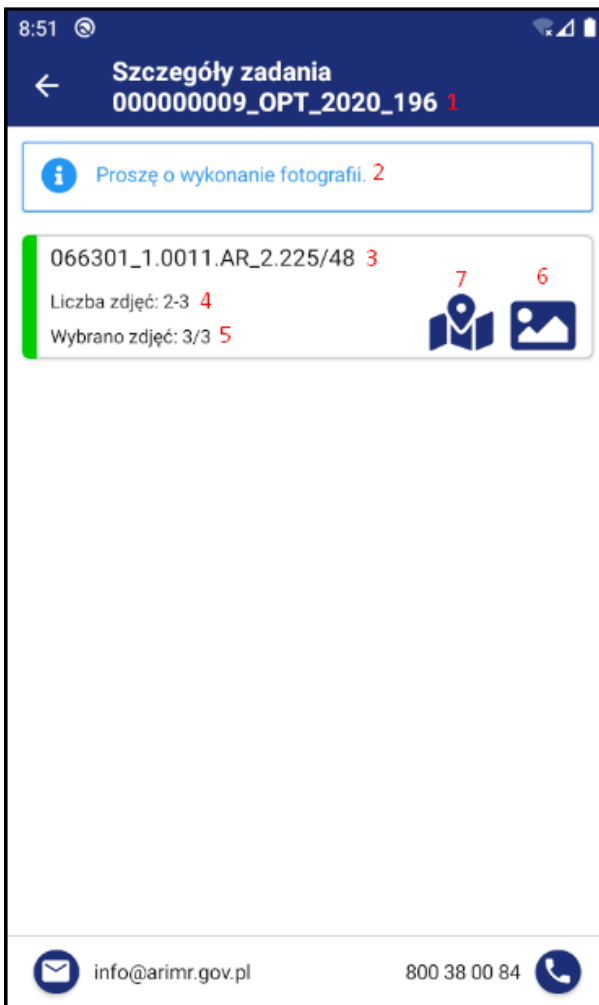 8:51
Szczegóły zadania
000000009_OPT_2020_196 1
Proszę o wykonanie fotografii. 2
066301_1.0011.AR_2.225/48 3
7 6
Liczba zdjęć: 2-3 4
Wybrano zdjęć: 3/3 5
info@arimr.gov.pl 800 38 00 84